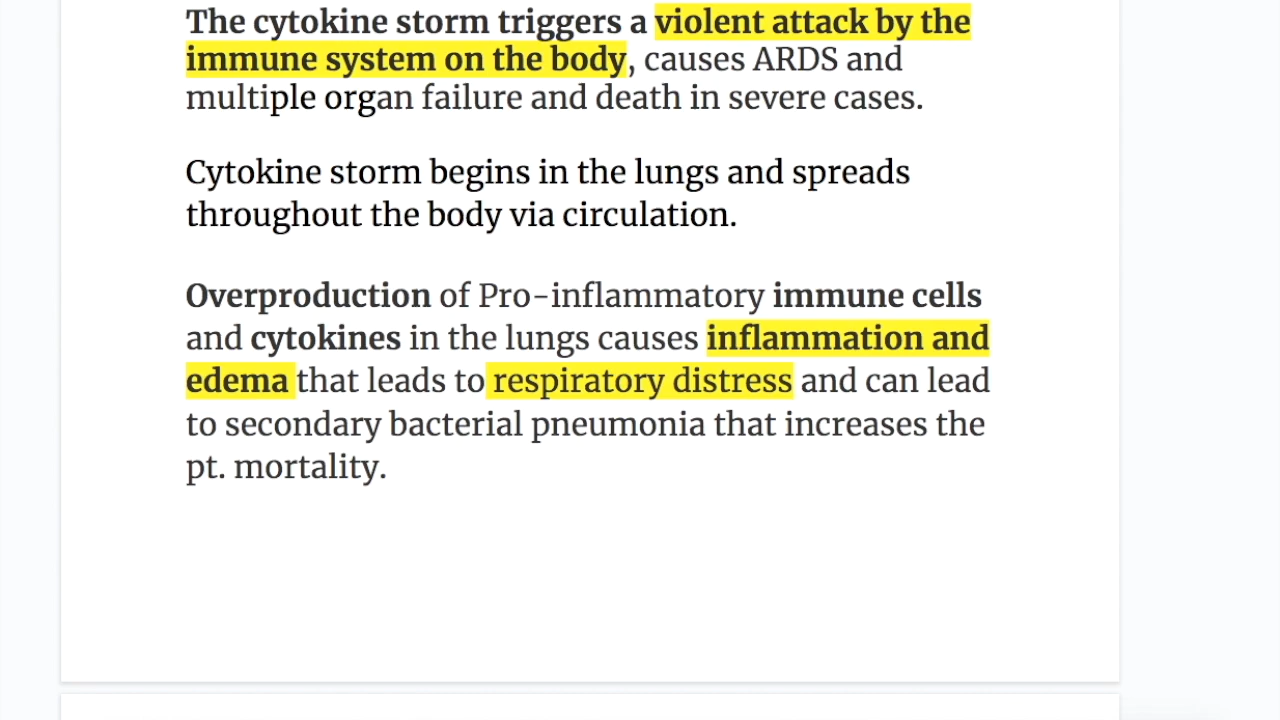 The cytokine storm triggers a violent attack by the
immune system on the body, causes ARDS and
multiple organ failure and death in severe cases.
Cytokine storm begins in the lungs and spreads
throughout the body via circulation.
Overproduction of Pro-inflammatory immune cells
and cytokines in the lungs causes inflammation and
edema that leads to respiratory distress and can lead
to secondary bacterial pneumonia that increases the
pt. mortality.